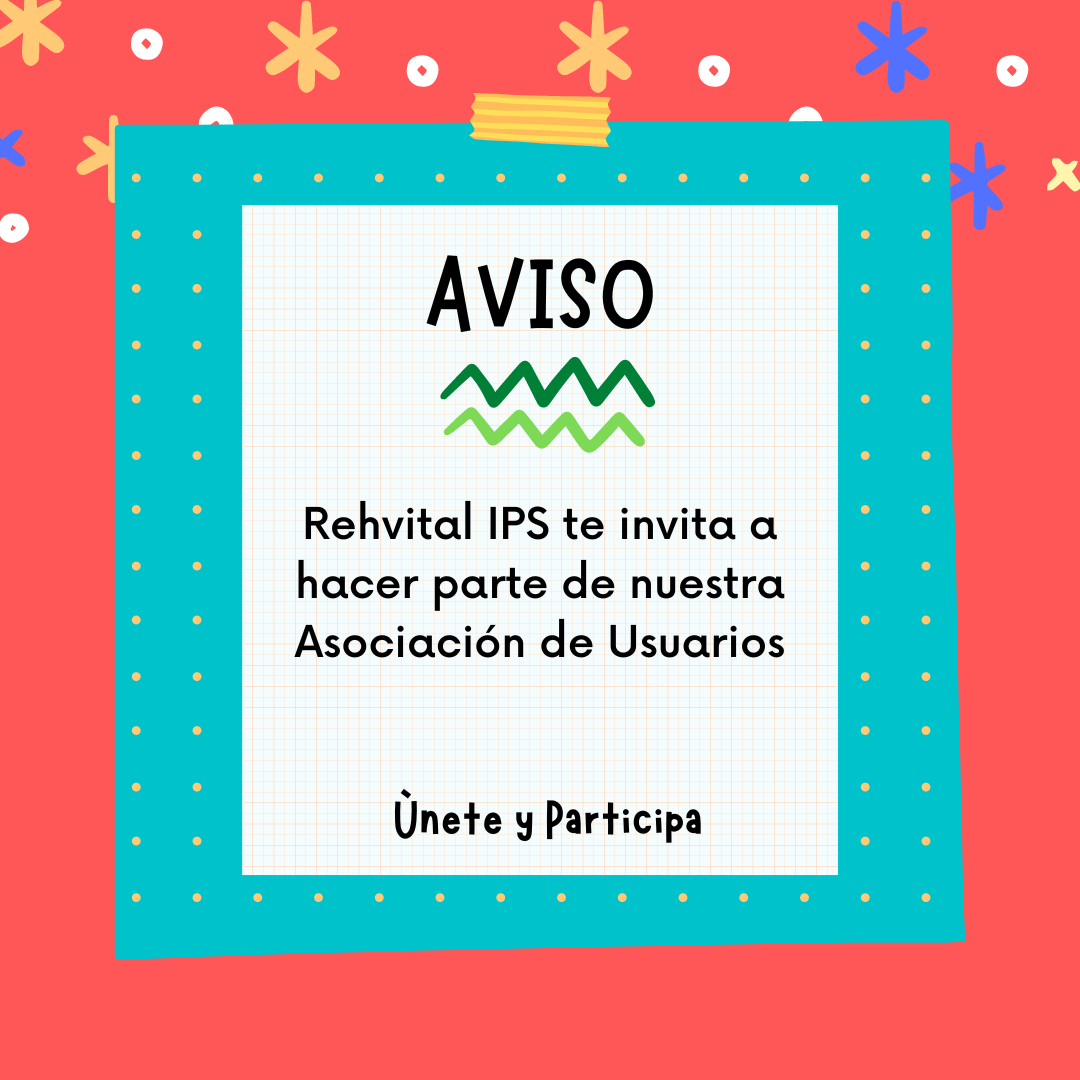 AVISO
Rehvital IPS te invita a
hacer parte de nuestra
Asociación de Usuarios
Ùnete y Participa